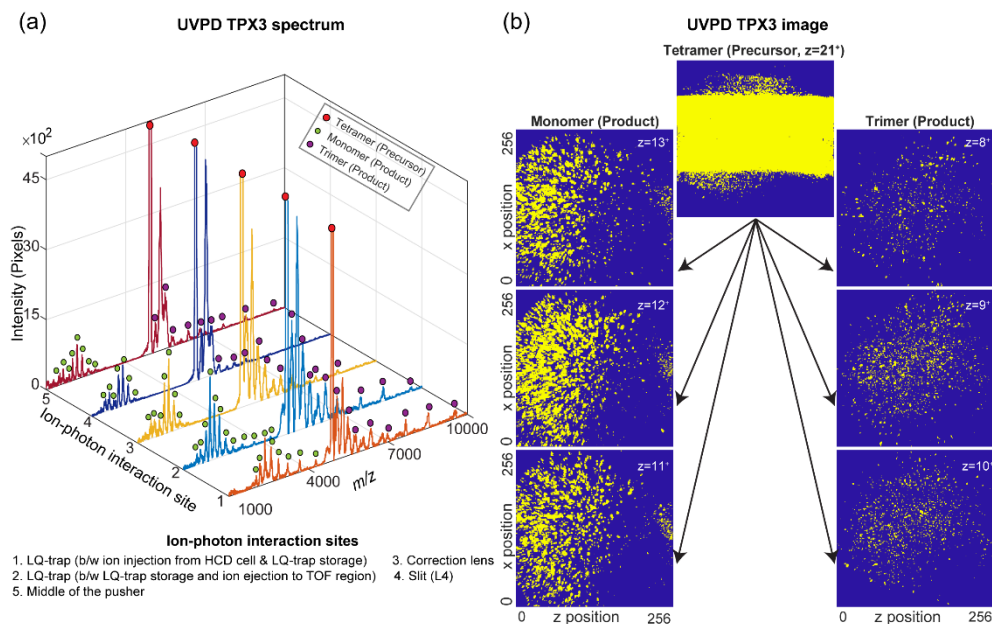 (a)
UVPD TPX3 spectrum
×10²
45
30
15
0
Intensity (Pixels)
Tetramer (Precursor)
Monomer (Product)
Trimer (Product)
5
4
3
2
1
Ion-photon interaction site
1000
4000
7000
10000
m/z
Ion-photon interaction sites
1. LQ-trap (b/w ion injection from HCD cell & LQ-trap storage)
2. LQ-trap (b/w LQ-trap storage and ion ejection to TOF region)
5. Middle of the pusher
3. Correction lens
4. Slit (L4)
(b)
UVPD TPX3 image
Tetramer (Precursor, z=21⁺)
Monomer (Product)
Trimer (Product)
z=13⁺
z=8⁺
256
x position
0
z=12⁺
z=9⁺
256
x position
0
z=11⁺
z=10⁺
256
x position
0
0 z position 256
0 z position 256